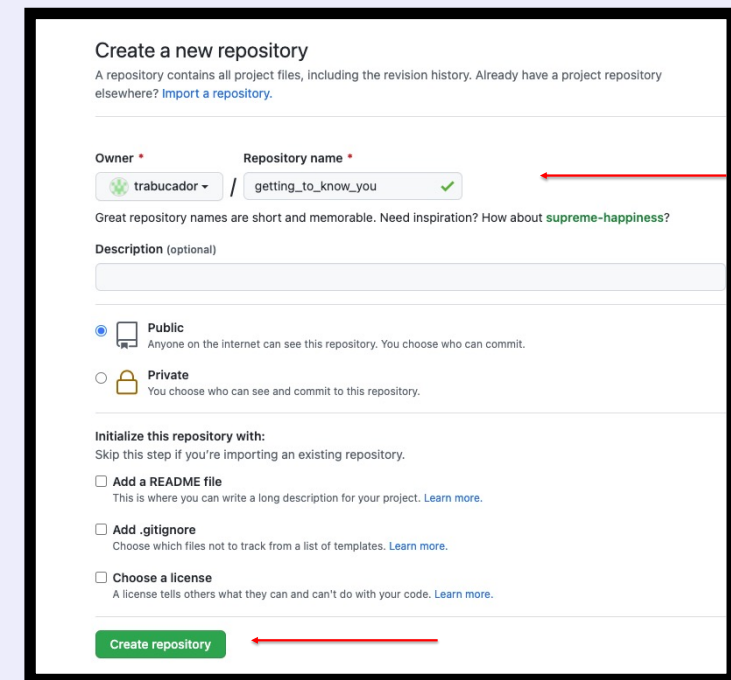 Create a new repository
A repository contains all project files, including the revision history. Already have a project repository
elsewhere? Import a repository.
Owner * Repository name *
trabucador / getting_to_know_you
Great repository names are short and memorable. Need inspiration? How about supreme-happiness?
Description (optional)
Public
Anyone on the internet can see this repository. You choose who can commit.
Private
You choose who can see and commit to this repository.
Initialize this repository with:
Skip this step if you're importing an existing repository.
Add a README file
This is where you can write a long description for your project. Learn more.
Add .gitignore
Choose which files not to track from a list of templates. Learn more.
Choose a license
A license tells others what they can and can't do with your code. Learn more.
Create repository